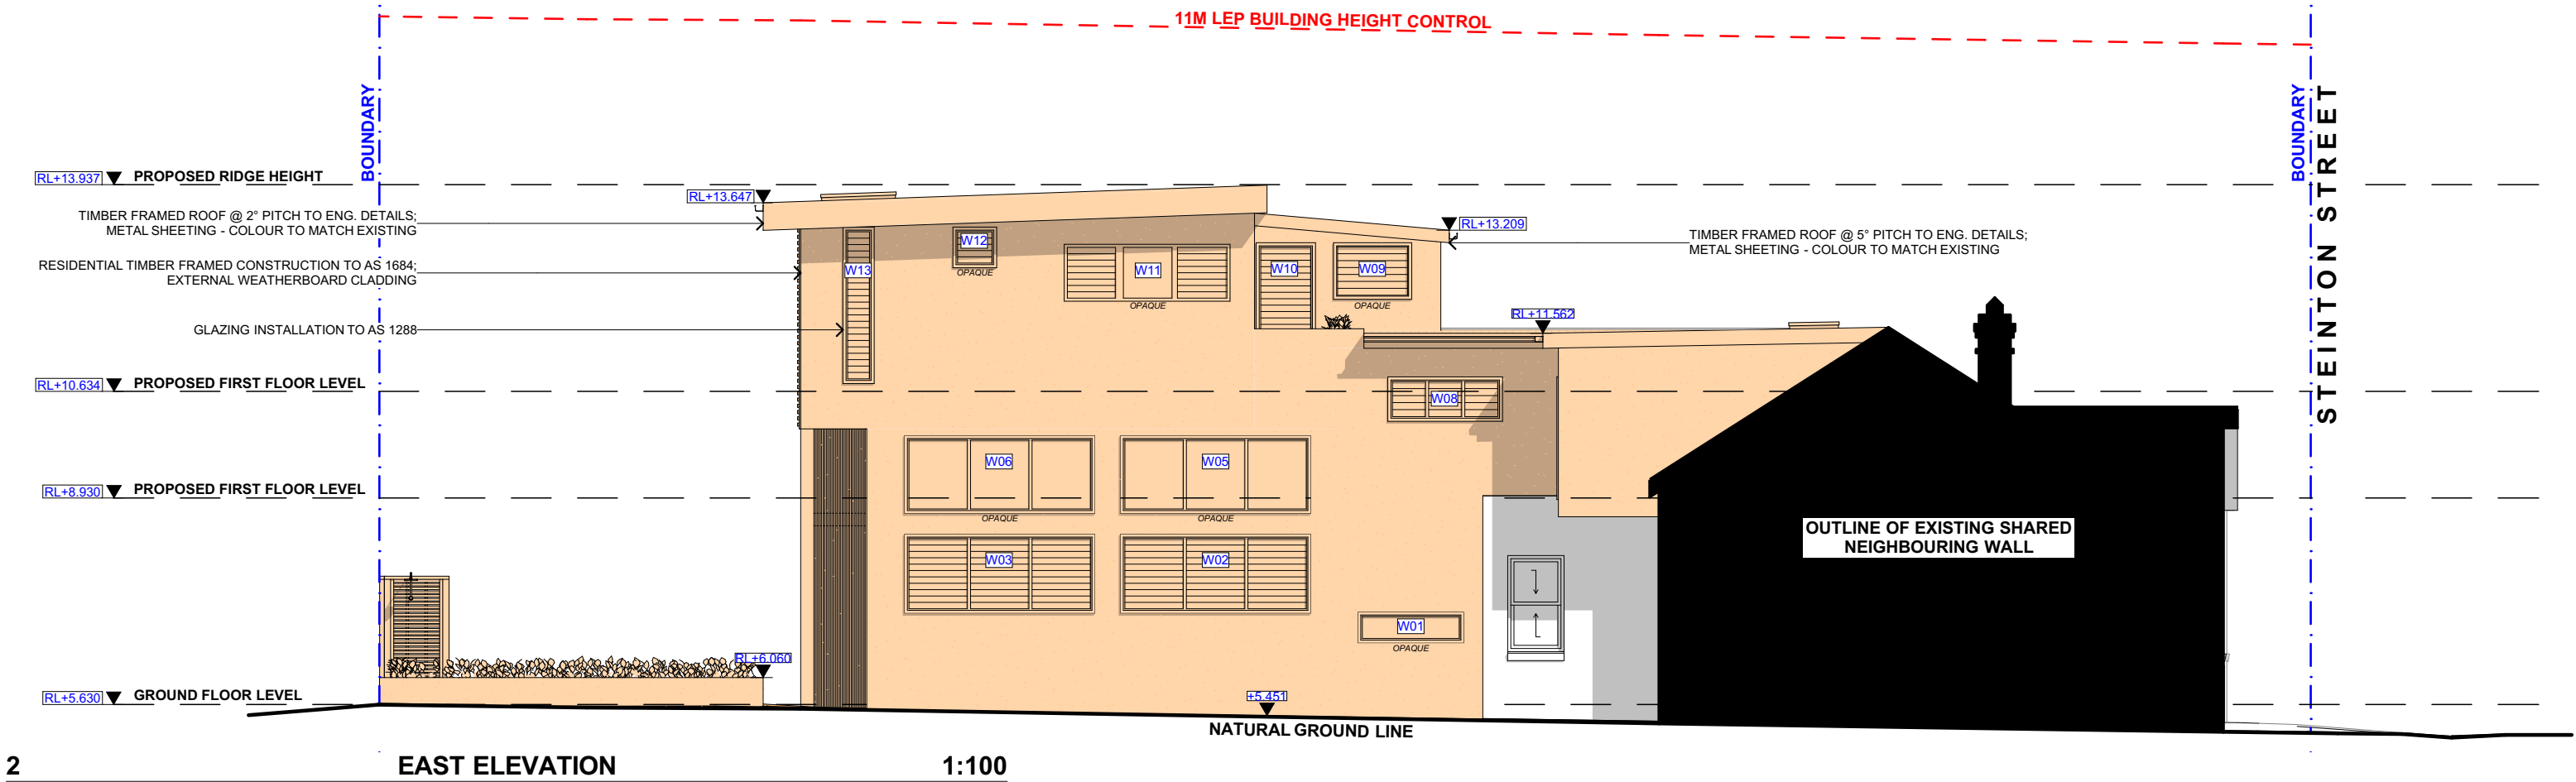 11M LEP BUILDING HEIGHT CONTROL
BOUNDARY
BOUNDARY
STEINTON STREET
RL+13.937 PROPOSED RIDGE HEIGHT
RL+13.647
RL+13.209
TIMBER FRAMED ROOF @ 2° PITCH TO ENG. DETAILS;
METAL SHEETING - COLOUR TO MATCH EXISTING
TIMBER FRAMED ROOF @ 5° PITCH TO ENG. DETAILS;
METAL SHEETING - COLOUR TO MATCH EXISTING
RESIDENTIAL TIMBER FRAMED CONSTRUCTION TO AS 1684;
EXTERNAL WEATHERBOARD CLADDING
W13
W12
OPAQUE
W11
OPAQUE
W10
W09
OPAQUE
GLAZING INSTALLATION TO AS 1288
RL+11.562
RL+10.634 PROPOSED FIRST FLOOR LEVEL
W08
W06
OPAQUE
W05
OPAQUE
RL+8.930 PROPOSED FIRST FLOOR LEVEL
OUTLINE OF EXISTING SHARED
NEIGHBOURING WALL
W03
W02
W01
OPAQUE
RL+6.060
RL+5.630 GROUND FLOOR LEVEL
+5.451
NATURAL GROUND LINE
2 EAST ELEVATION 1:100